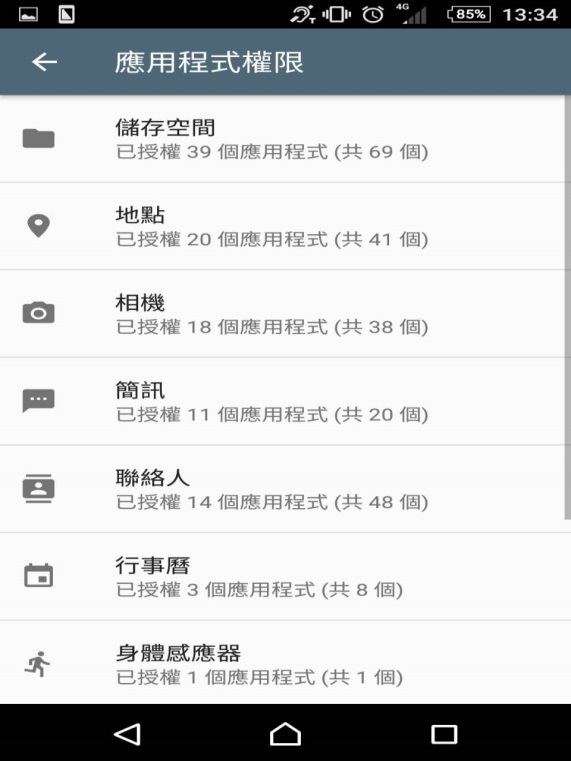 4G 85% 13:34
應用程式權限
儲存空間
已授權 39 個應用程式 (共 69 個)
地點
已授權 20 個應用程式 (共 41 個)
相機
已授權 18 個應用程式 (共 38 個)
簡訊
已授權 11 個應用程式 (共 20 個)
聯絡人
已授權 14 個應用程式 (共 48 個)
行事曆
已授權 3 個應用程式 (共 8 個)
身體感應器
已授權 1 個應用程式 (共 1 個)